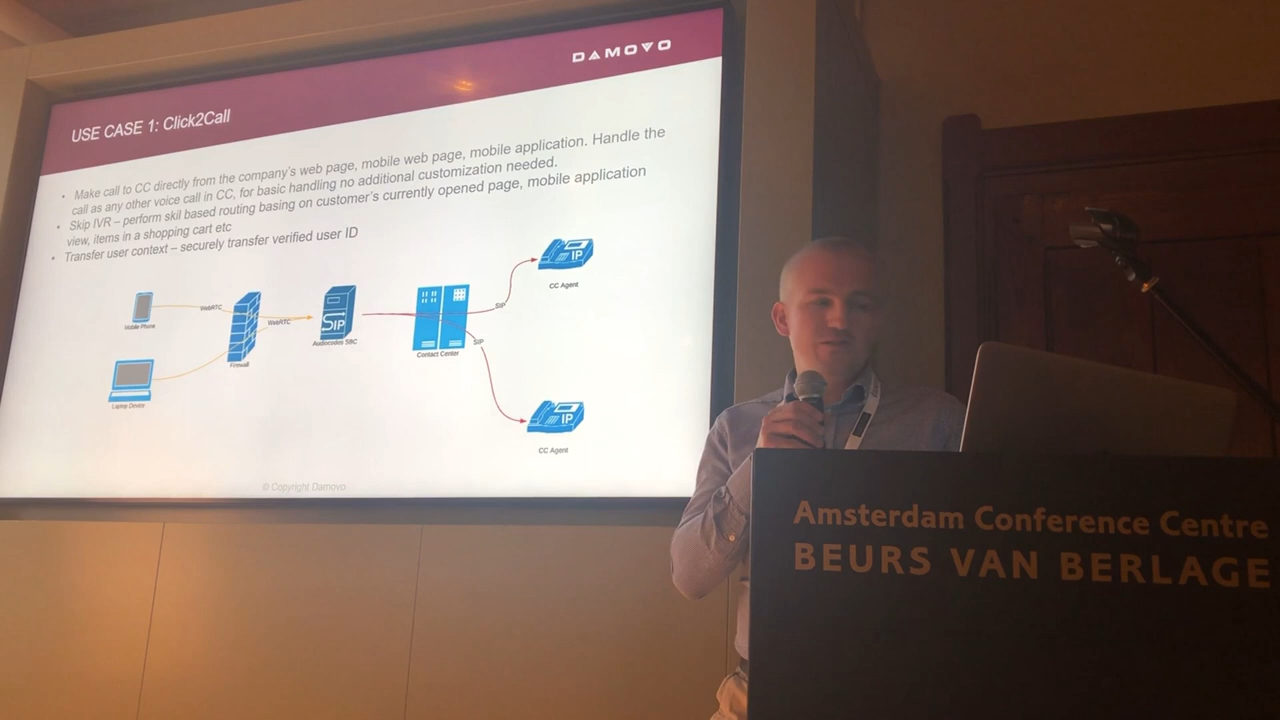 DAMOVO
USE CASE 1: Click2Call
• Make call to CC directly from the company's web page, mobile web page, mobile application. Handle the
call as any other voice call in CC, for basic handling no additional customization needed.
• Skip IVR – perform skil based routing basing on customer's currently opened page, mobile application
view, items in a shopping cart etc
• Transfer user context – securely transfer verified user ID
IP
CC Agent
Mobile Phone
WebRTC
WebRTC
Firewall
SIP
Audiocodes SBC
Contact Center
SIP
SIP
Laptop Device
IP
CC Agent
© Copyright Damovo
Amsterdam Conference Centre
BEURS VAN BERLAGE